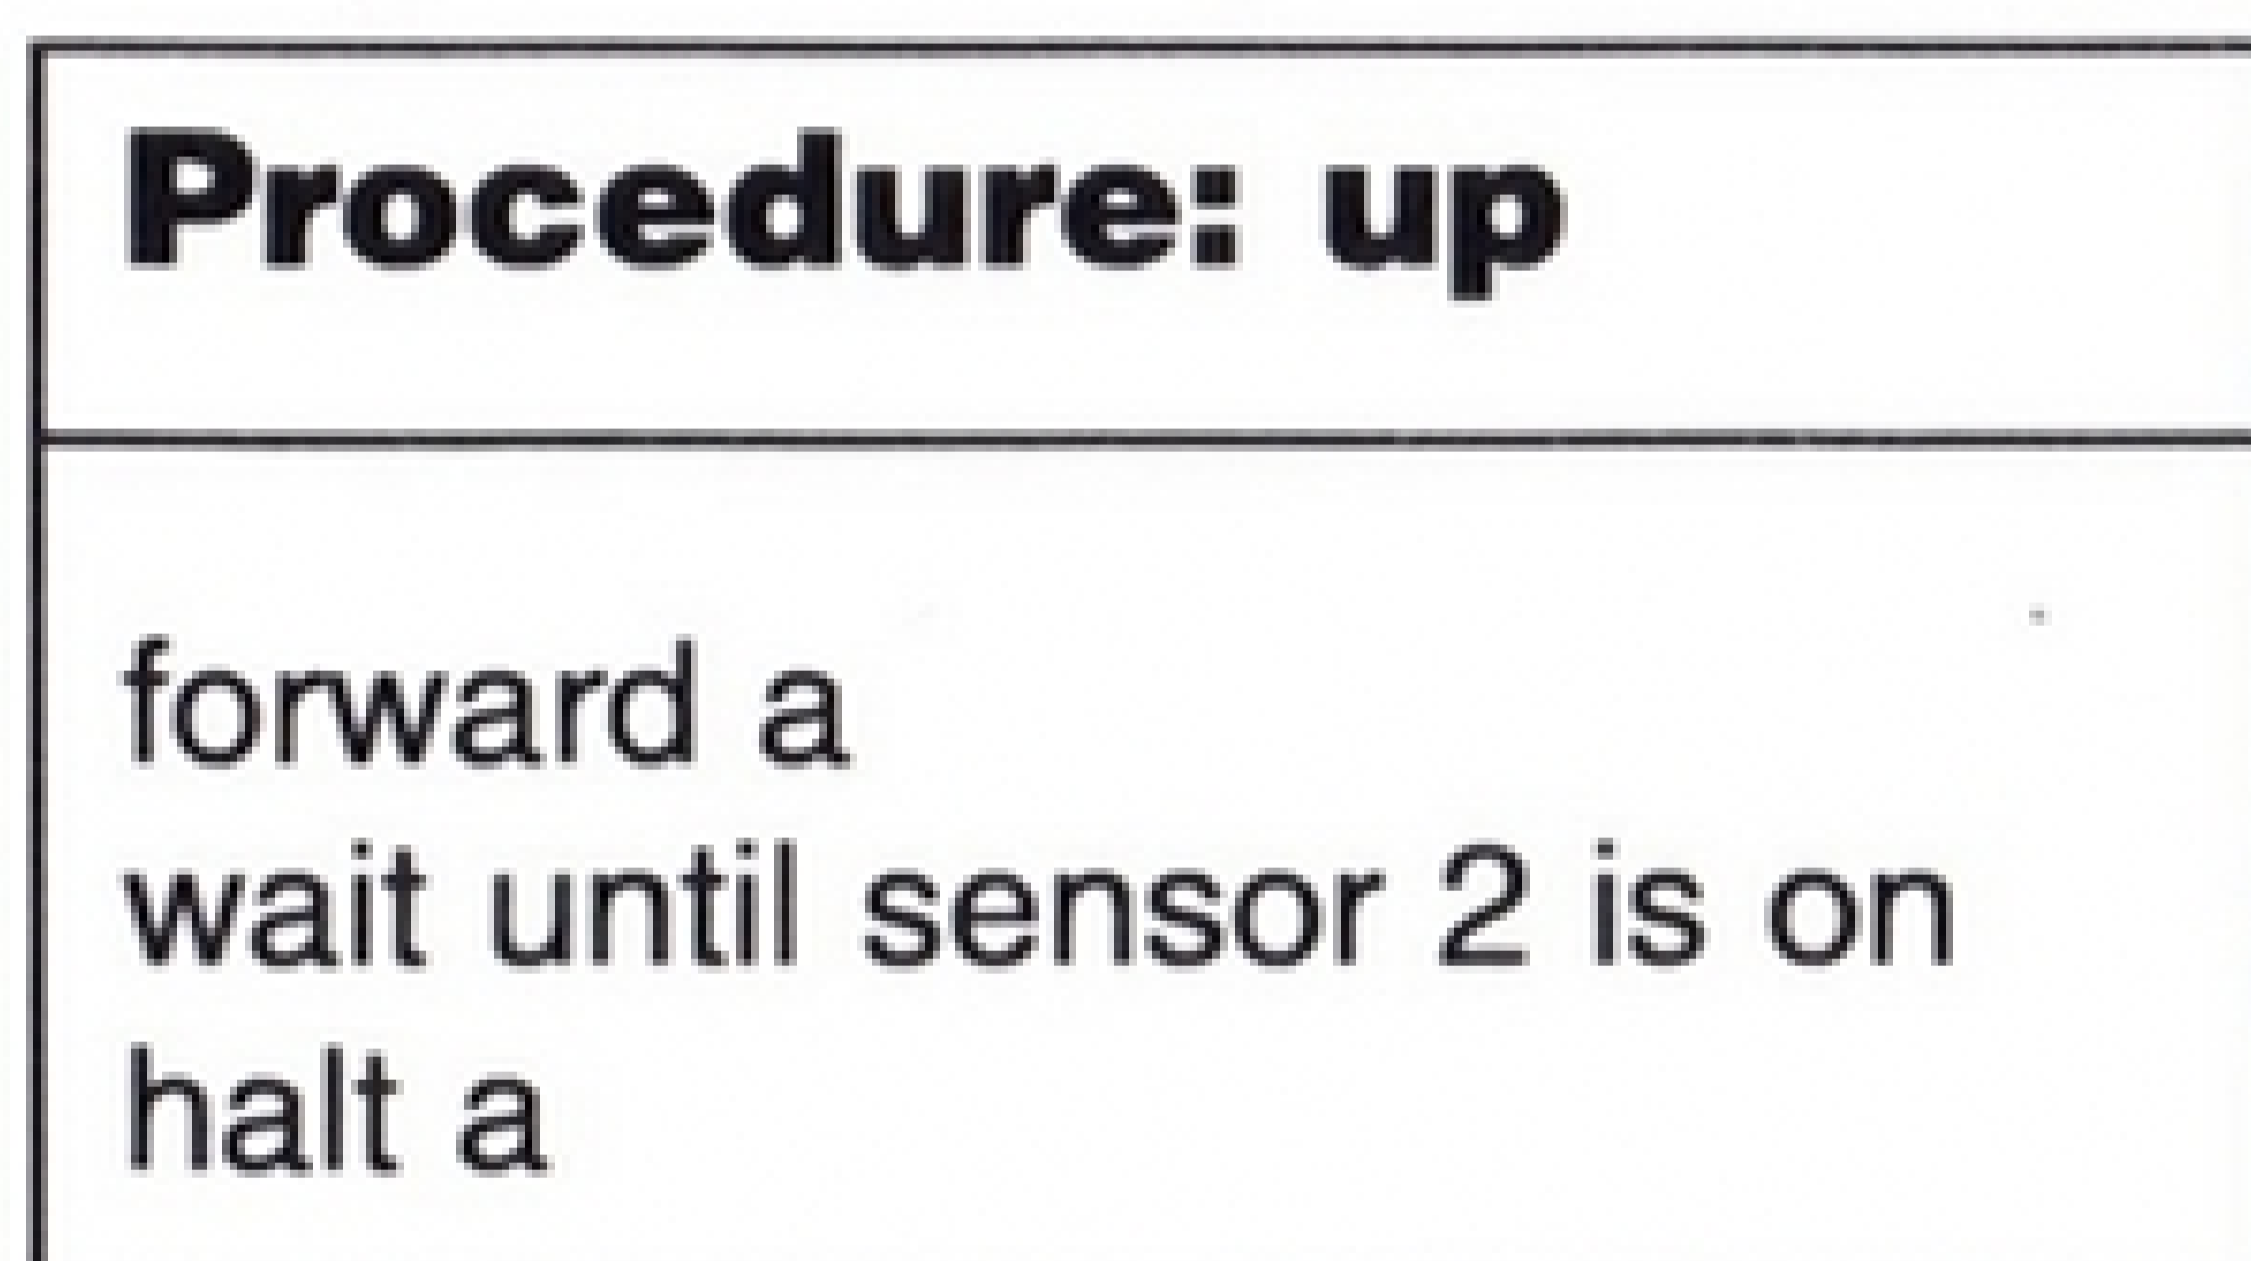 Procedure: up
forward a
wait until sensor 2 is on
halt a